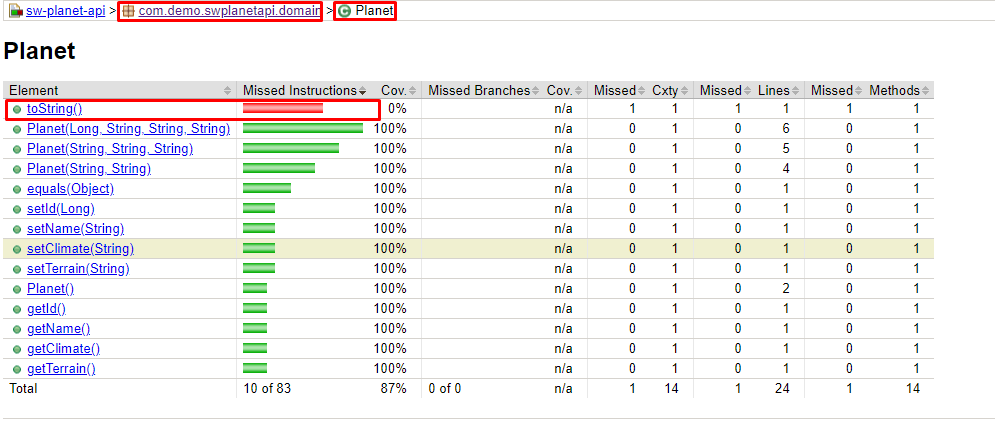 sw-planet-api > com.demo.swplanetapi.domain > Planet
Planet
Element Missed Instructions Cov. Missed Branches Cov. Missed Cxty Missed Lines Missed Methods
toString() 0% n/a 1 1 1 1 1 1
Planet(Long, String, String, String) 100% n/a 0 1 0 6 0 1
Planet(String, String, String) 100% n/a 0 1 0 5 0 1
Planet(String, String) 100% n/a 0 1 0 4 0 1
equals(Object) 100% n/a 0 1 0 1 0 1
setId(Long) 100% n/a 0 1 0 1 0 1
setName(String) 100% n/a 0 1 0 1 0 1
setClimate(String) 100% n/a 0 1 0 1 0 1
setTerrain(String) 100% n/a 0 1 0 1 0 1
Planet() 100% n/a 0 1 0 2 0 1
getId() 100% n/a 0 1 0 1 0 1
getName() 100% n/a 0 1 0 1 0 1
getClimate() 100% n/a 0 1 0 1 0 1
getTerrain() 100% n/a 0 1 0 1 0 1
Total 10 of 83 87% 0 of 0 n/a 1 14 1 24 1 14